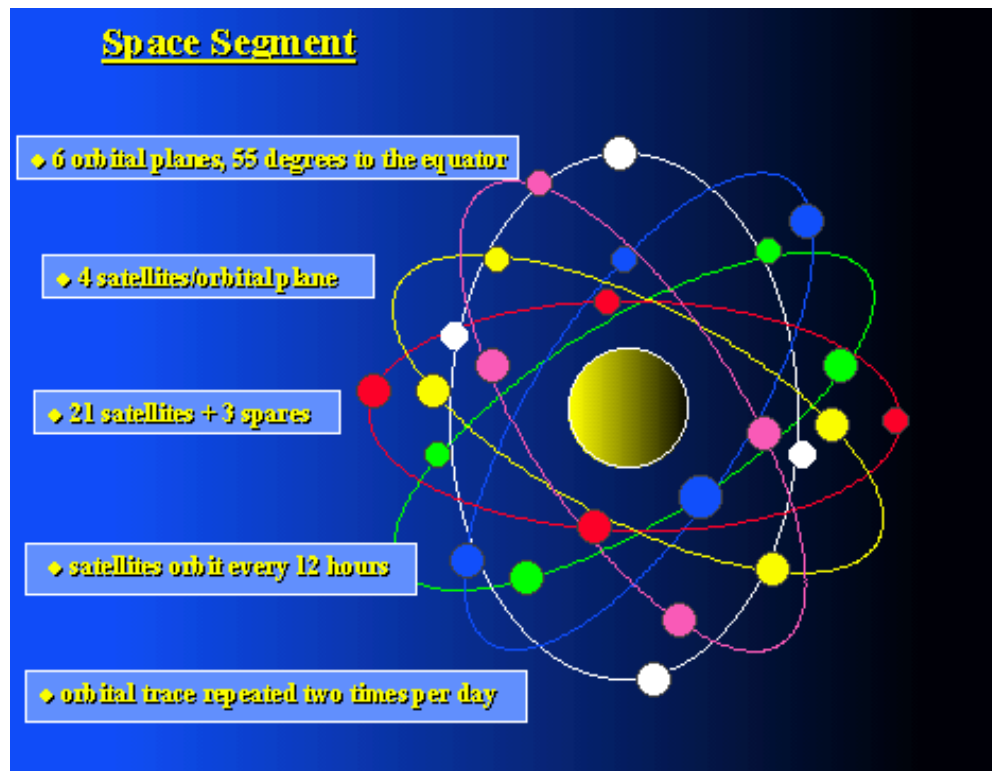 Space Segment
◆ 6 orbital planes, 55 degrees to the equator
◆ 4 satellites/orbital plane
◆ 21 satellites + 3 spares
◆ satellites orbit every 12 hours
◆ orbital trace repeated two times per day